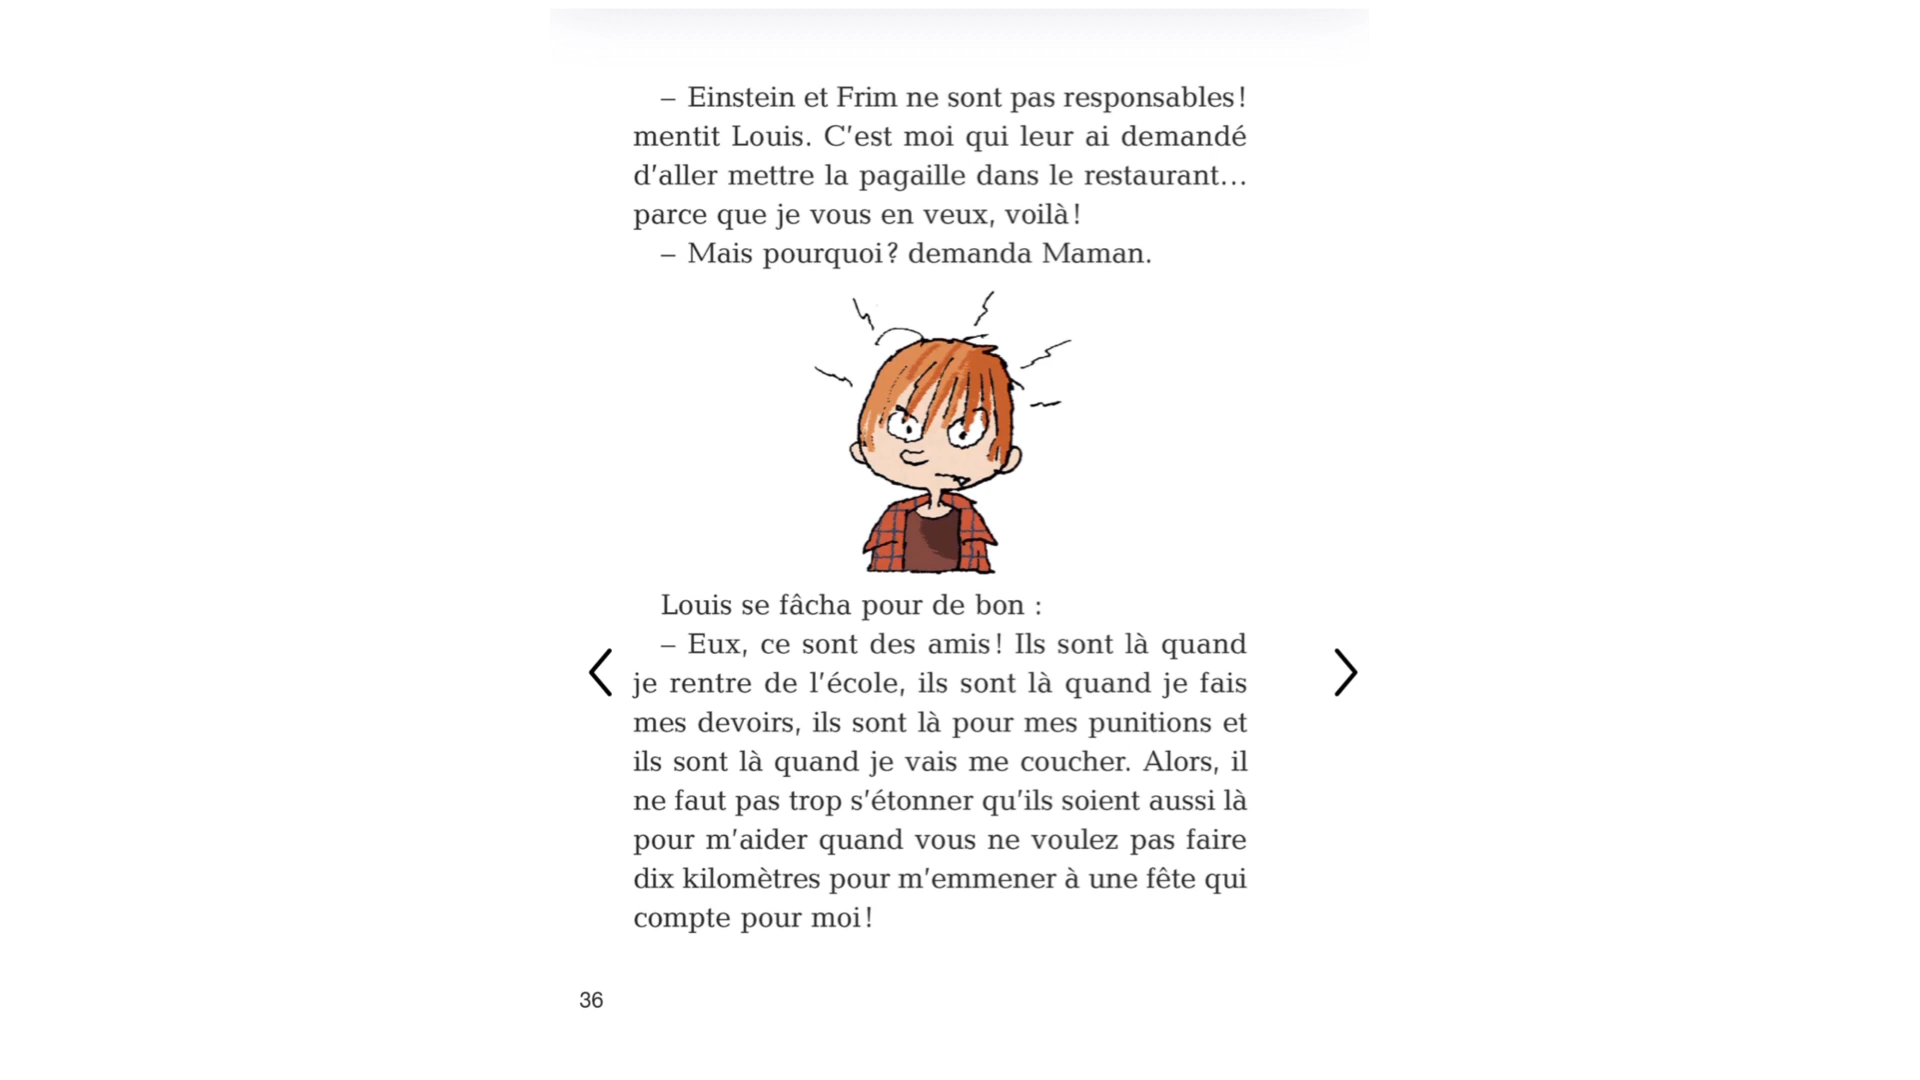 – Einstein et Frim ne sont pas responsables !
mentit Louis. C’est moi qui leur ai demandé
d’aller mettre la pagaille dans le restaurant…
parce que je vous en veux, voilà !
– Mais pourquoi ? demanda Maman.
Louis se fâcha pour de bon :
– Eux, ce sont des amis ! Ils sont là quand
je rentre de l’école, ils sont là quand je fais
mes devoirs, ils sont là pour mes punitions et
ils sont là quand je vais me coucher. Alors, il
ne faut pas trop s’étonner qu’ils soient aussi là
pour m’aider quand vous ne voulez pas faire
dix kilomètres pour m’emmener à une fête qui
compte pour moi !
36